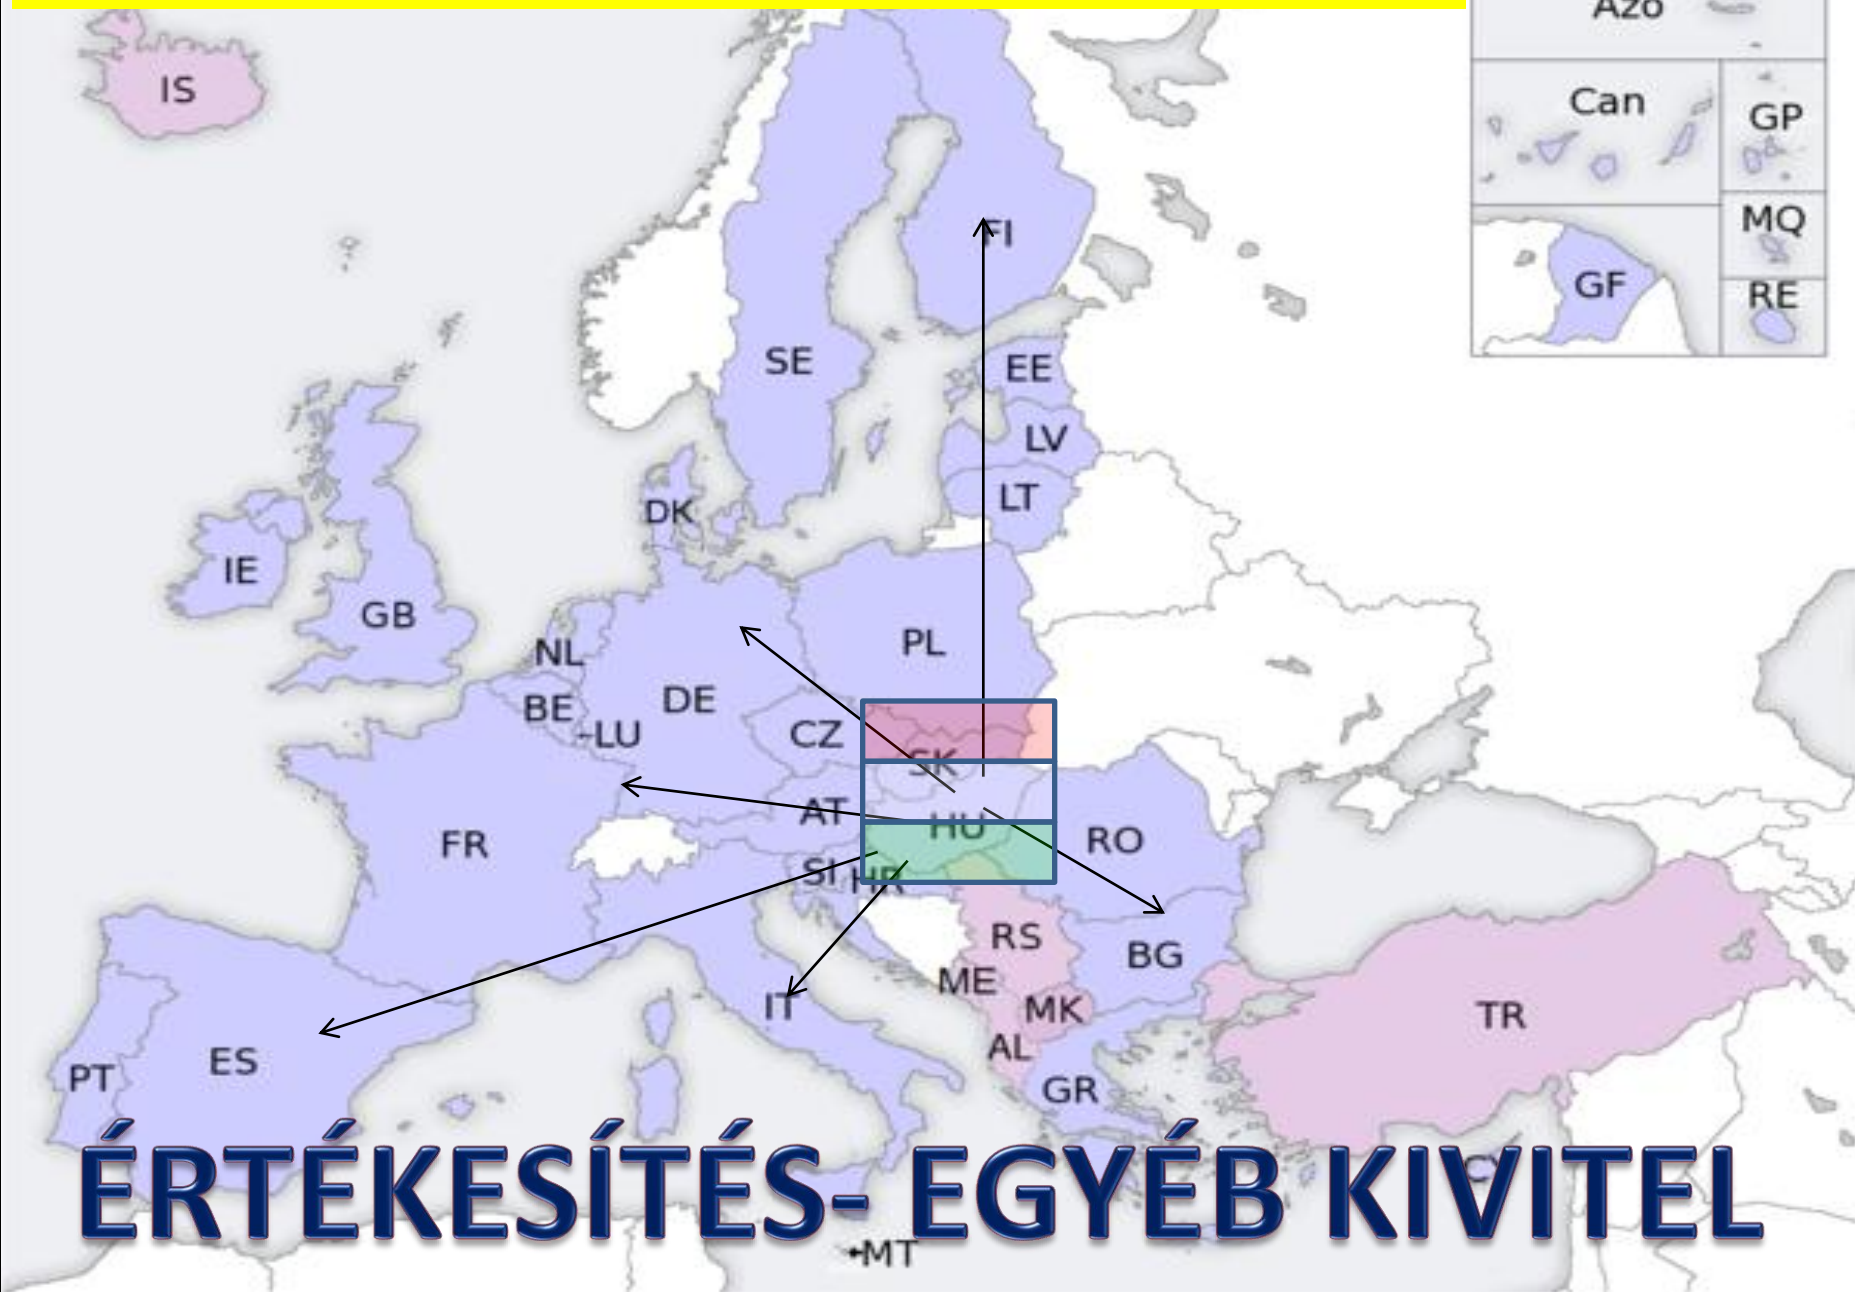 Azo
IS
Can
GP
MQ
FI
GF
RE
SE
EE
LV
LT
DK
IE
GB
NL
PL
BE
DE
LU
CZ
SK
AT
HU
FR
RO
SI
HR
RS
BG
ME
IT
MK
TR
AL
ES
PT
GR
CY
ÉRTÉKESÍTÉS- EGYÉB KIVITEL
MT